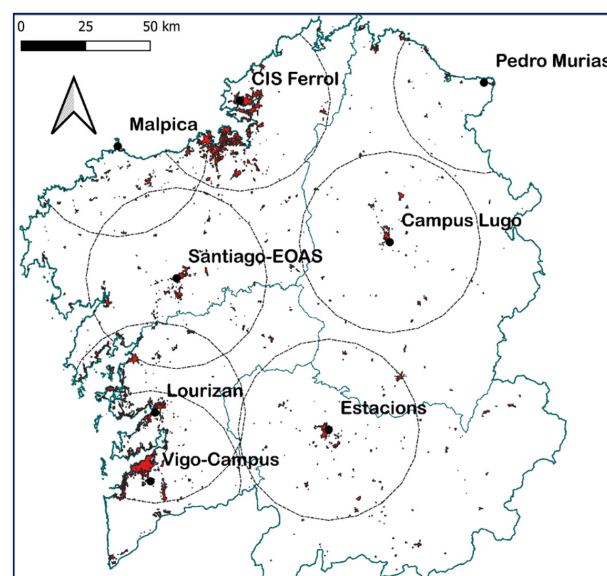 0 25 50 km
Pedro Murias
CIS Ferrol
Malpica
Campus Lugo
Santiago-EOAS
Lourizan
Estacions
Vigo-Campus